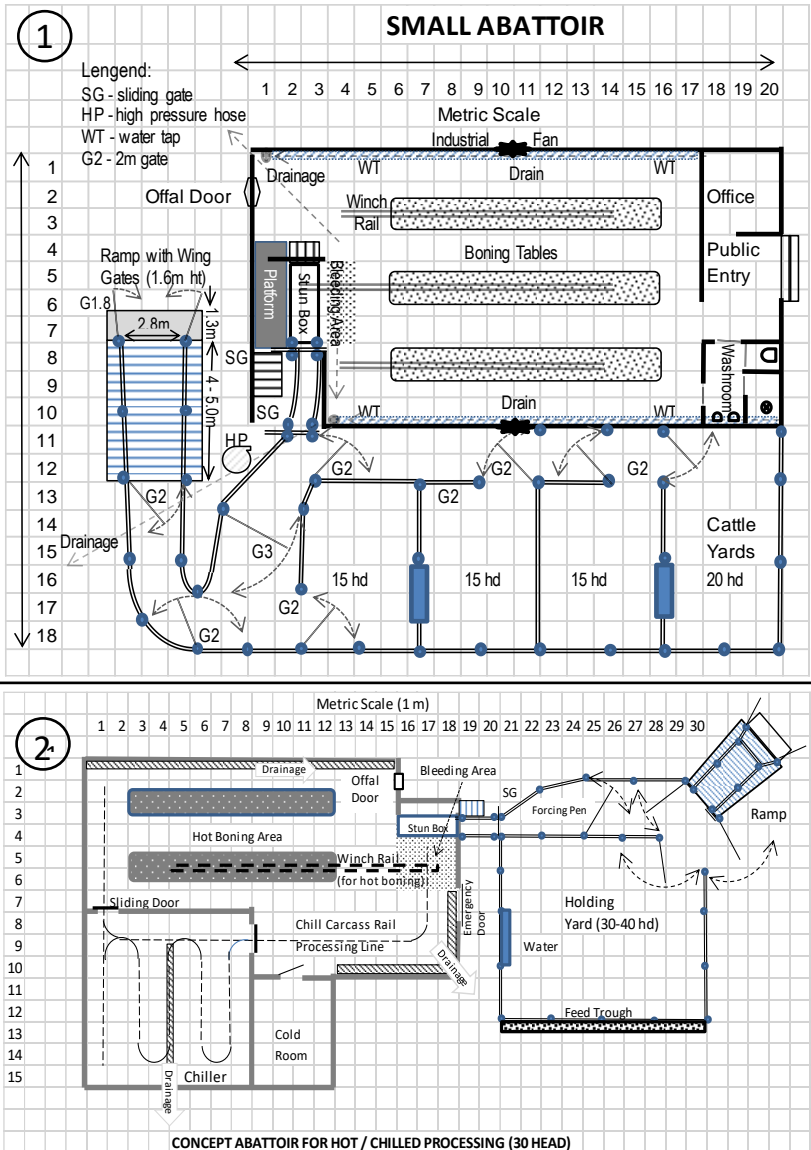 1
SMALL ABATTOIR
Lengend:
SG - sliding gate
HP - high pressure hose
WT - water tap
G2 - 2m gate
1 2 3 4 5 6 7 8 9 10 11 12 13 14 15 16 17 18 19 20
Metric Scale
Industrial Fan
1
2
3
4
5
6
7
8
9
10
11
12
13
14
15
16
17
18
Drainage
WT
Drain
WT
Offal Door
Office
Winch
Rail
Boning Tables
Public
Entry
Ramp with Wing
Gates (1.6m ht)
G1.8
2.8m
1.3m
4 - 5.0m
Platform
Stun Box
Bleeding Area
SG
SG
Washroom
WT
Drain
WT
HP
G2
G2
G2
G2
G2
Drainage
G3
Cattle
Yards
15 hd
15 hd
15 hd
20 hd
G2
G2
2
Metric Scale (1 m)
1 2 3 4 5 6 7 8 9 10 11 12 13 14 15 16 17 18 19 20 21 22 23 24 25 26 27 28 29 30
1
2
3
4
5
6
7
8
9
10
11
12
13
14
15
Drainage
Offal
Door
Bleeding Area
SG
Forcing Pen
Ramp
Stun Box
Hot Boning Area
Winch Rail
(for hot boning)
Sliding Door
Emergency
Door
Holding
Yard (30-40 hd)
Chill Carcass Rail
Processing Line
Water
Drainage
Feed Trough
Cold
Room
Chiller
Drainage
CONCEPT ABATTOIR FOR HOT / CHILLED PROCESSING (30 HEAD)